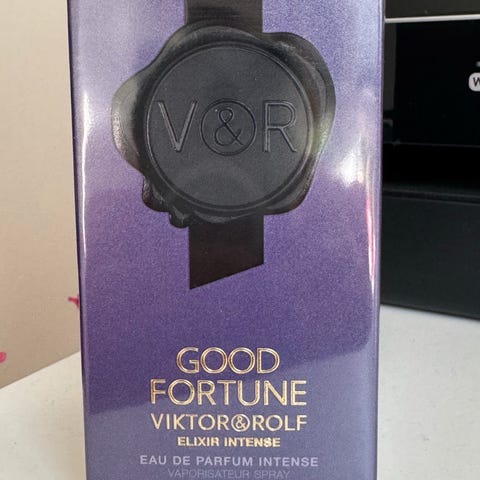 V&R
GOOD
FORTUNE
VIKTOR&ROLF
ELIXIR INTENSE
EAU DE PARFUM INTENSE
VAPORISATEUR SPRAY